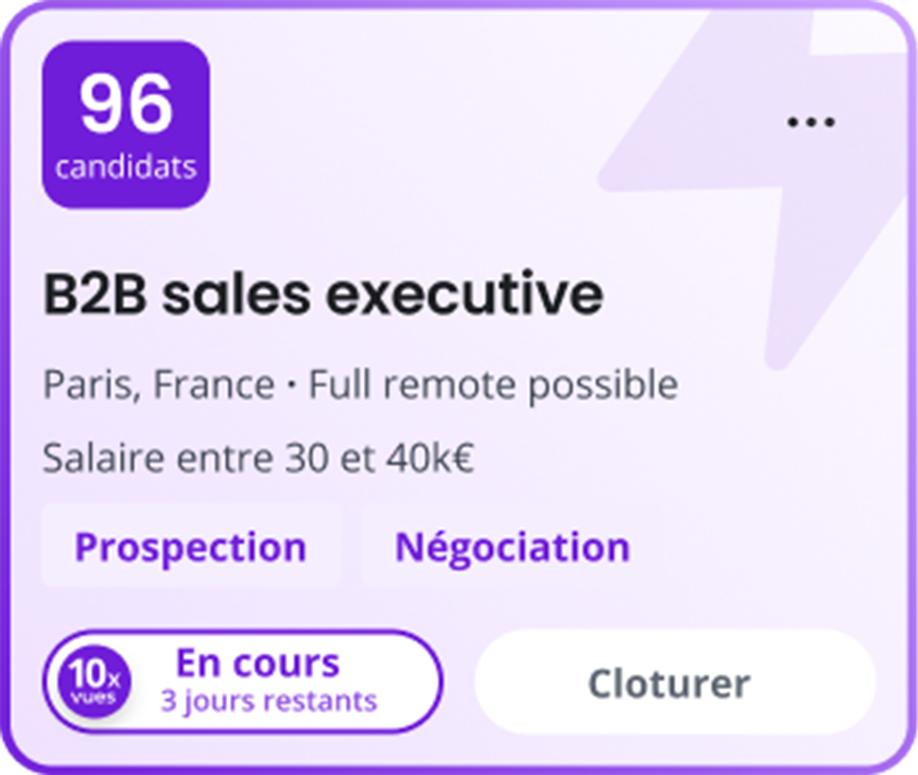 96
candidats
B2B sales executive
Paris, France · Full remote possible
Salaire entre 30 et 40k€
Prospection
Négociation
10x
vues
En cours
3 jours restants
Cloturer